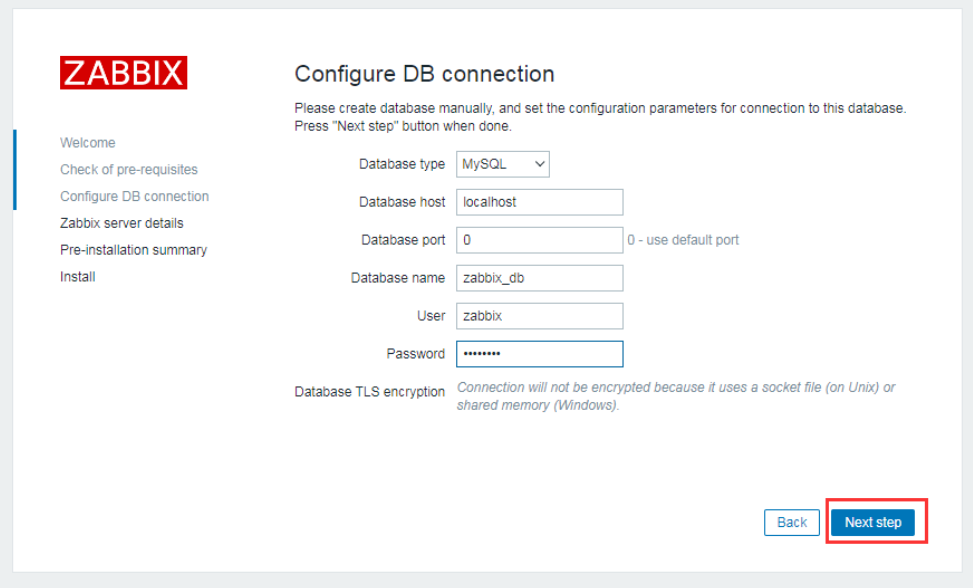 ZABBIX
Welcome
Check of pre-requisites
Configure DB connection
Zabbix server details
Pre-installation summary
Install
Configure DB connection
Please create database manually, and set the configuration parameters for connection to this database.
Press "Next step" button when done.
Database type MySQL
Database host localhost
Database port 0 0 - use default port
Database name zabbix_db
User zabbix
Password ••••••••
Database TLS encryption Connection will not be encrypted because it uses a socket file (on Unix) or
shared memory (Windows).
Back Next step